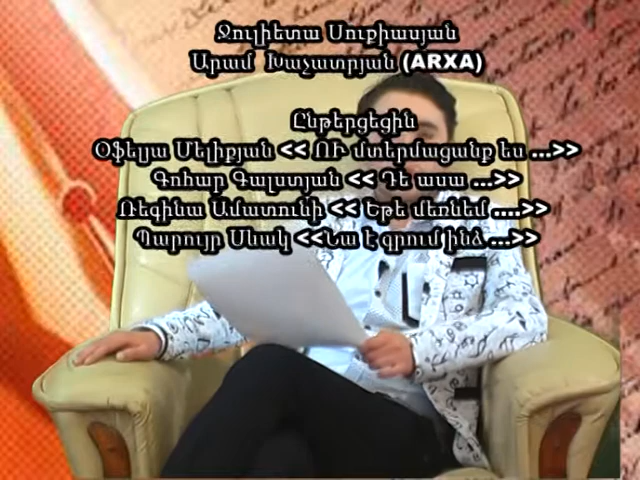 Ջուլիետա Սուքիասյան
Արամ Խաչատրյան (ARXA)
Ընթերցեցին
Օֆելյա Մելիքյան << ՈՒ մտերմացանք ես ...>>
Գոհար Գալստյան << Դե ասա ...>>
Ռեգինա Ամատունի << Եթե մեռնեմ ....>>
Պարույր Սևակ <<Նա է գրում ինձ ...>>